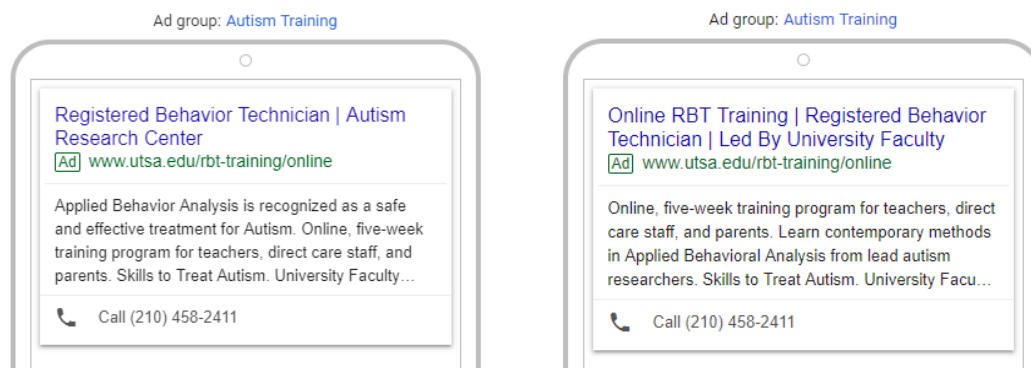 Ad group: Autism Training
Registered Behavior Technician | Autism
Research Center
Ad www.utsa.edu/rbt-training/online
Applied Behavior Analysis is recognized as a safe
and effective treatment for Autism. Online, five-week
training program for teachers, direct care staff, and
parents. Skills to Treat Autism. University Faculty...
Call (210) 458-2411
Ad group: Autism Training
Online RBT Training | Registered Behavior
Technician | Led By University Faculty
Ad www.utsa.edu/rbt-training/online
Online, five-week training program for teachers, direct
care staff, and parents. Learn contemporary methods
in Applied Behavioral Analysis from lead autism
researchers. Skills to Treat Autism. University Facu...
Call (210) 458-2411